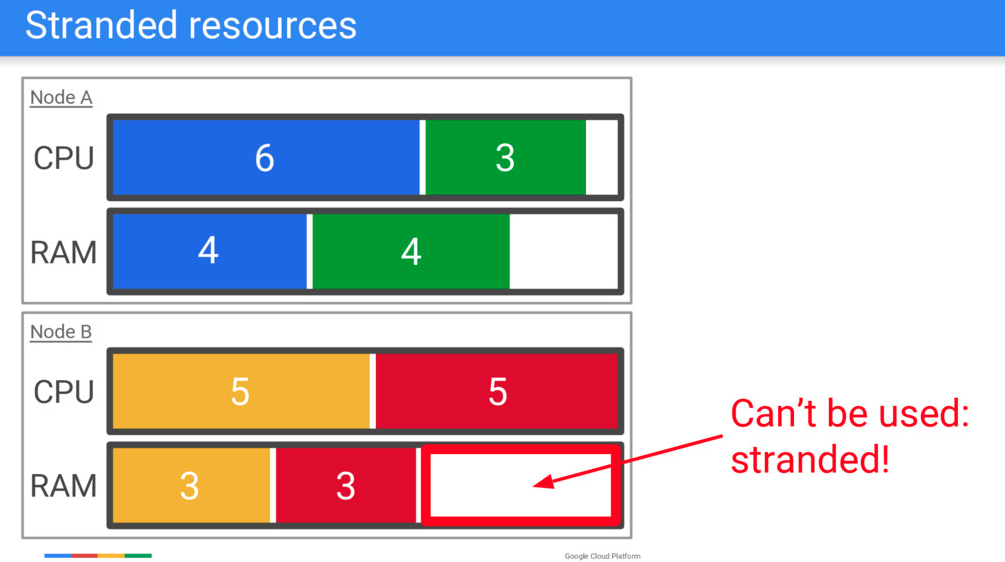 Stranded resources
Node A
CPU
6
3
RAM
4
4
Node B
CPU
5
5
RAM
3
3
Can't be used:
stranded!
Google Cloud Platform